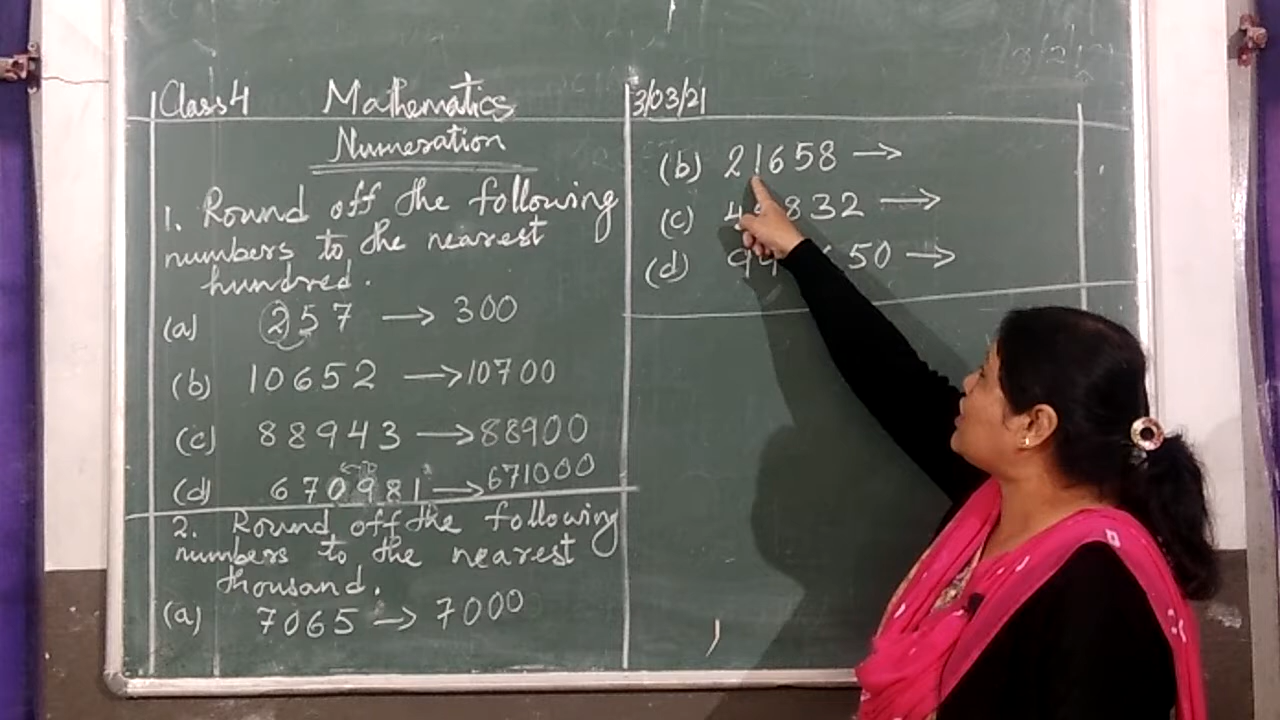 Class 4 Mathematics
Numeration
1. Round off the following
numbers to the nearest
hundred.
(a) 257 → 300
(b) 10652 → 10700
(c) 88943 → 88900
(d) 670981 → 671000
2. Round off the following
numbers to the nearest
thousand.
(a) 7065 → 7000
3/03/21
(b) 21658 →
(c) →
(d) →